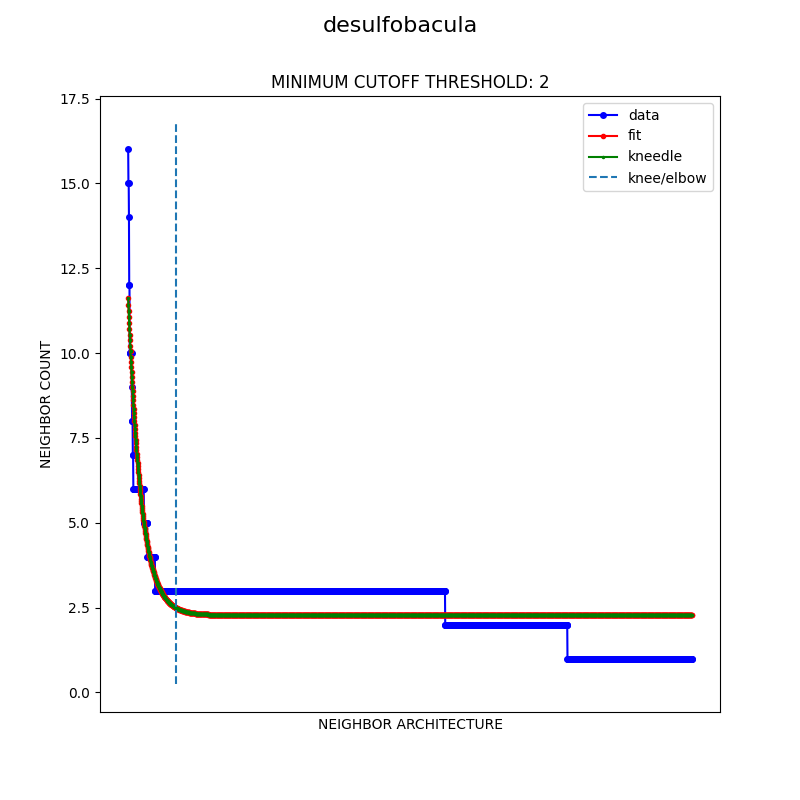 desulfobacula
MINIMUM CUTOFF THRESHOLD: 2
17.5
15.0
12.5
10.0
7.5
5.0
2.5
0.0
NEIGHBOR COUNT
data
fit
kneedle
knee/elbow
NEIGHBOR ARCHITECTURE